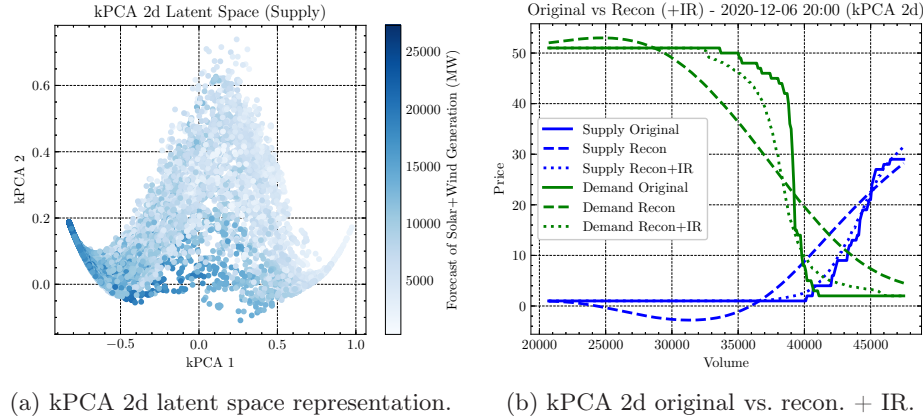 kPCA 2d Latent Space (Supply)
kPCA 2
0.6
0.4
0.2
0.0
−0.5
0.0
0.5
1.0
kPCA 1
25000
20000
15000
10000
5000
Forecast of Solar+Wind Generation (MW)
Original vs Recon (+IR) - 2020-12-06 20:00 (kPCA 2d)
Price
50
40
30
20
10
0
Supply Original
Supply Recon
Supply Recon+IR
Demand Original
Demand Recon
Demand Recon+IR
20000
25000
30000
35000
40000
45000
Volume
(a) kPCA 2d latent space representation.
(b) kPCA 2d original vs. recon. + IR.